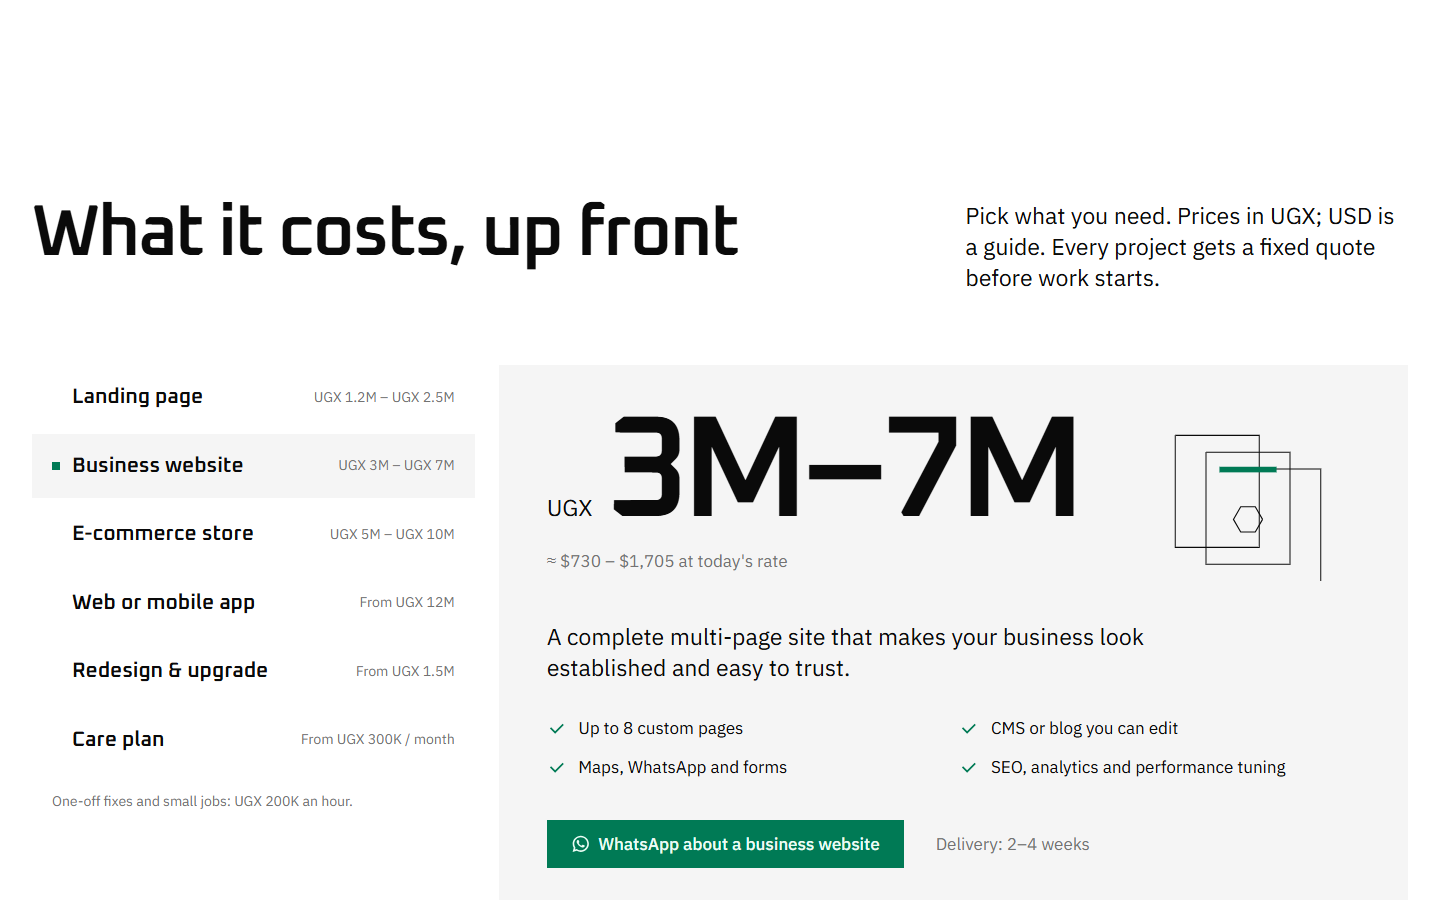 What it costs, up front
Pick what you need. Prices in UGX; USD is
a guide. Every project gets a fixed quote
before work starts.
Landing page
UGX 1.2M – UGX 2.5M
Business website
UGX 3M – UGX 7M
E-commerce store
UGX 5M – UGX 10M
Web or mobile app
From UGX 12M
Redesign & upgrade
From UGX 1.5M
Care plan
From UGX 300K / month
One-off fixes and small jobs: UGX 200K an hour.
UGX 3M–7M
≈ $730 – $1,705 at today's rate
A complete multi-page site that makes your business look
established and easy to trust.
Up to 8 custom pages
CMS or blog you can edit
Maps, WhatsApp and forms
SEO, analytics and performance tuning
WhatsApp about a business website
Delivery: 2–4 weeks